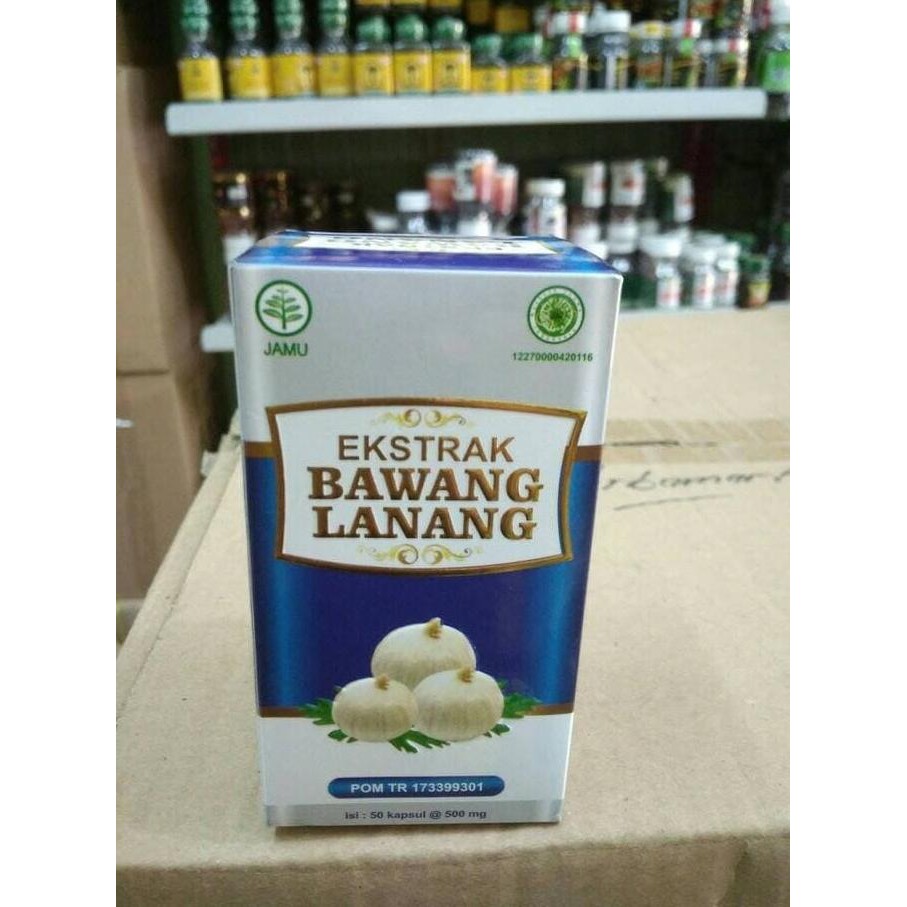 JAMU
12270000420116
EKSTRAK
BAWANG
LANANG
POM TR 173399301
isi : 50 kapsul @ 500 mg